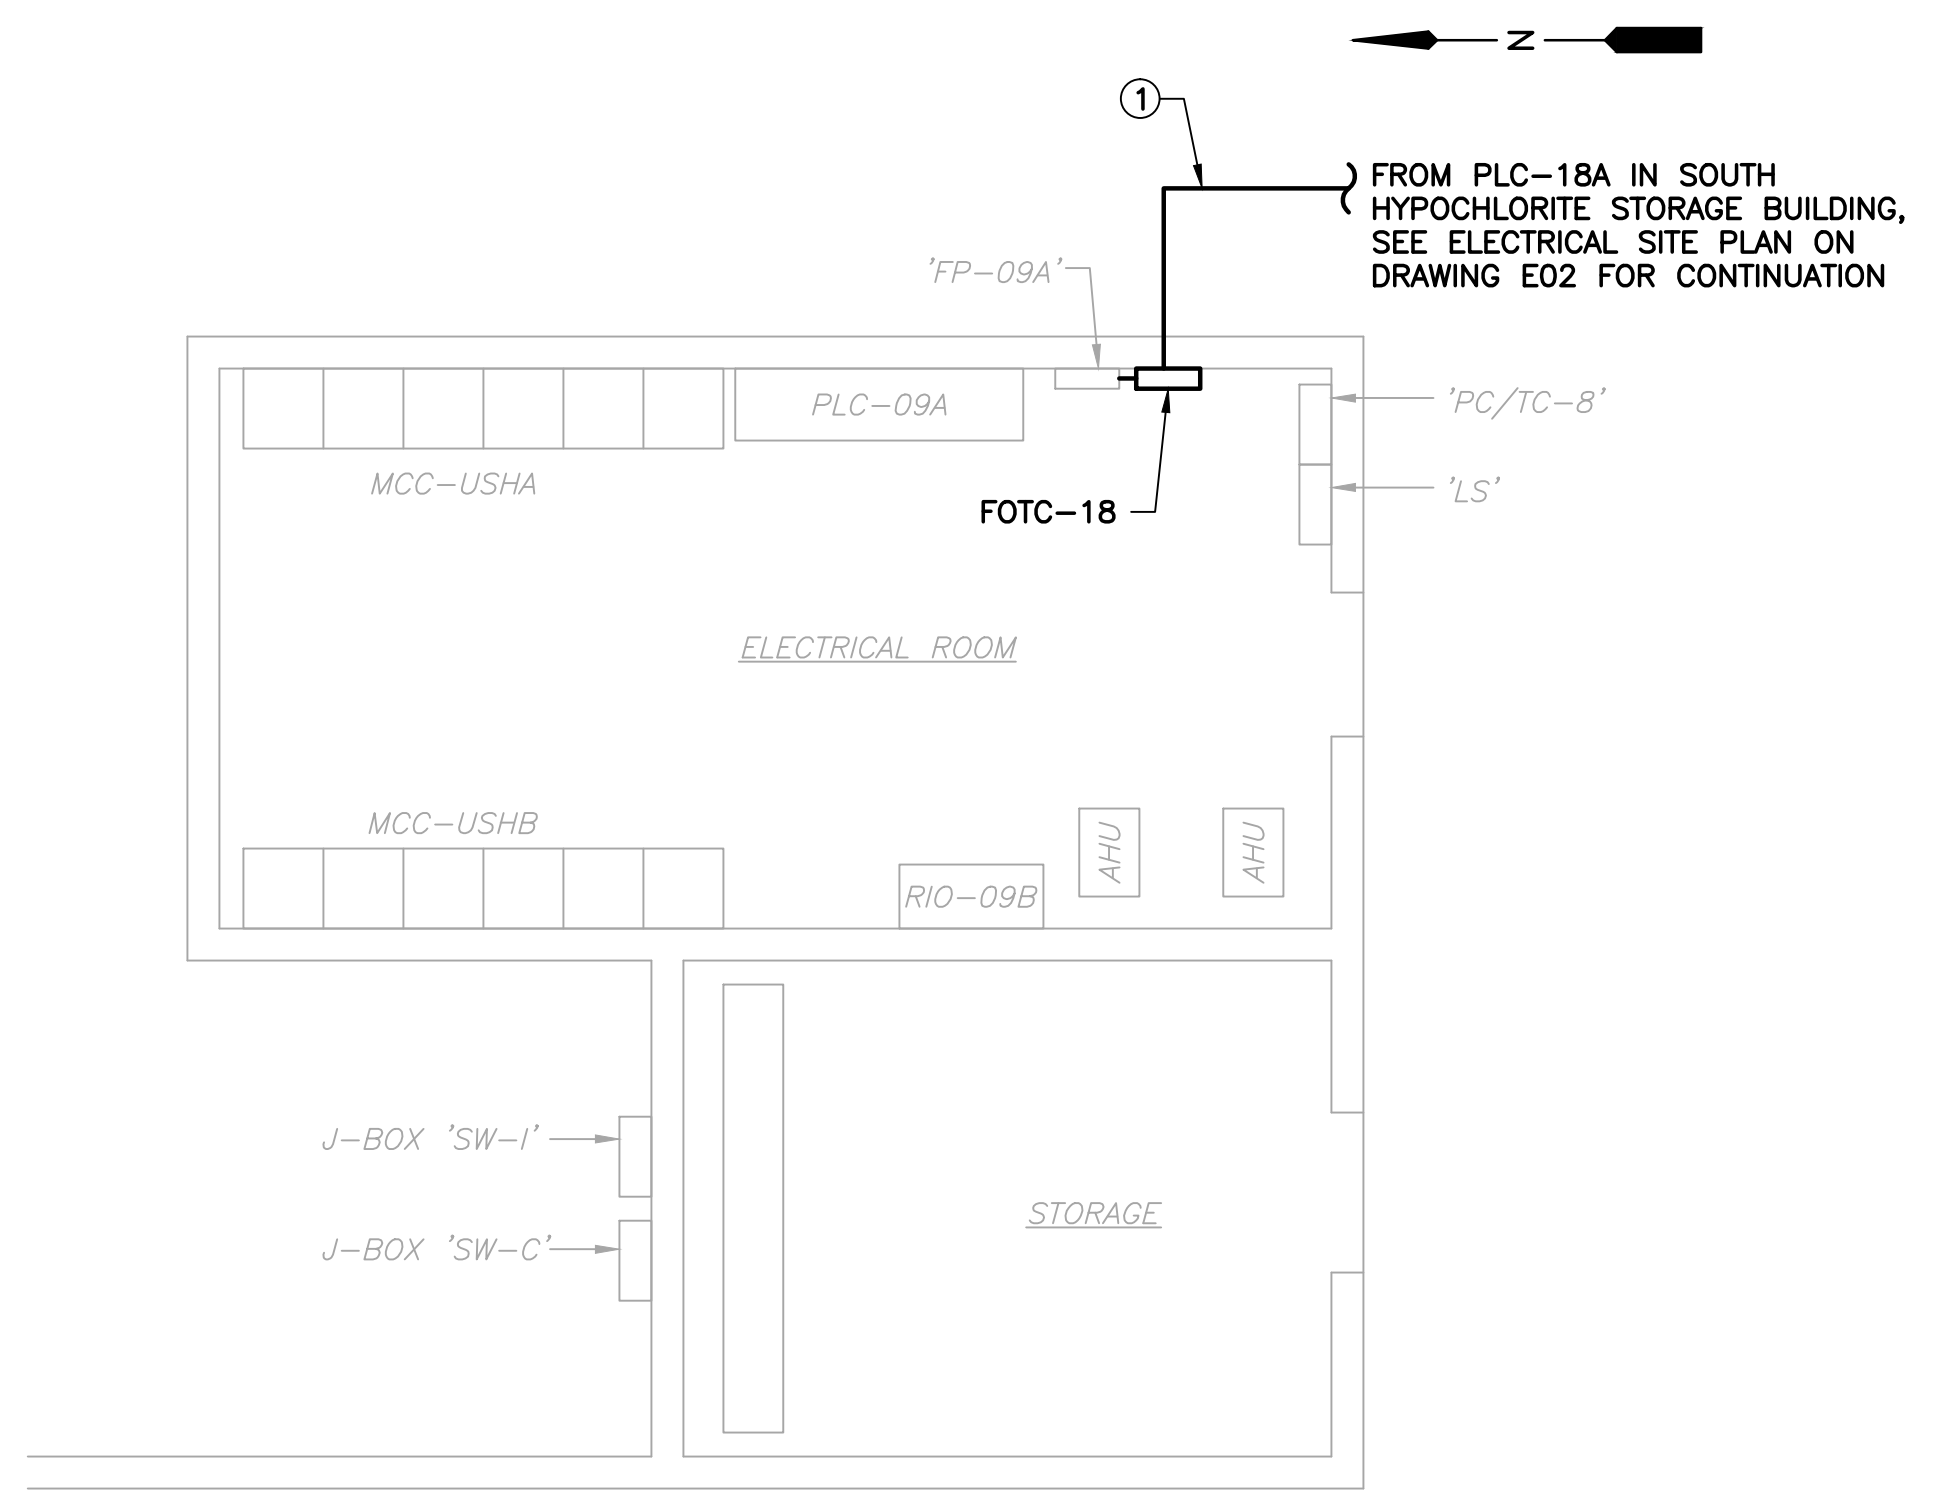 N
1
FROM PLC-18A IN SOUTH
HYPOCHLORITE STORAGE BUILDING,
SEE ELECTRICAL SITE PLAN ON
DRAWING E02 FOR CONTINUATION
'FP-09A'
PLC-09A
'PC/TC-8'
MCC-USHA
'LS'
FOTC-18
ELECTRICAL ROOM
MCC-USHB
AHU
AHU
RIO-09B
J-BOX 'SW-I'
STORAGE
J-BOX 'SW-C'